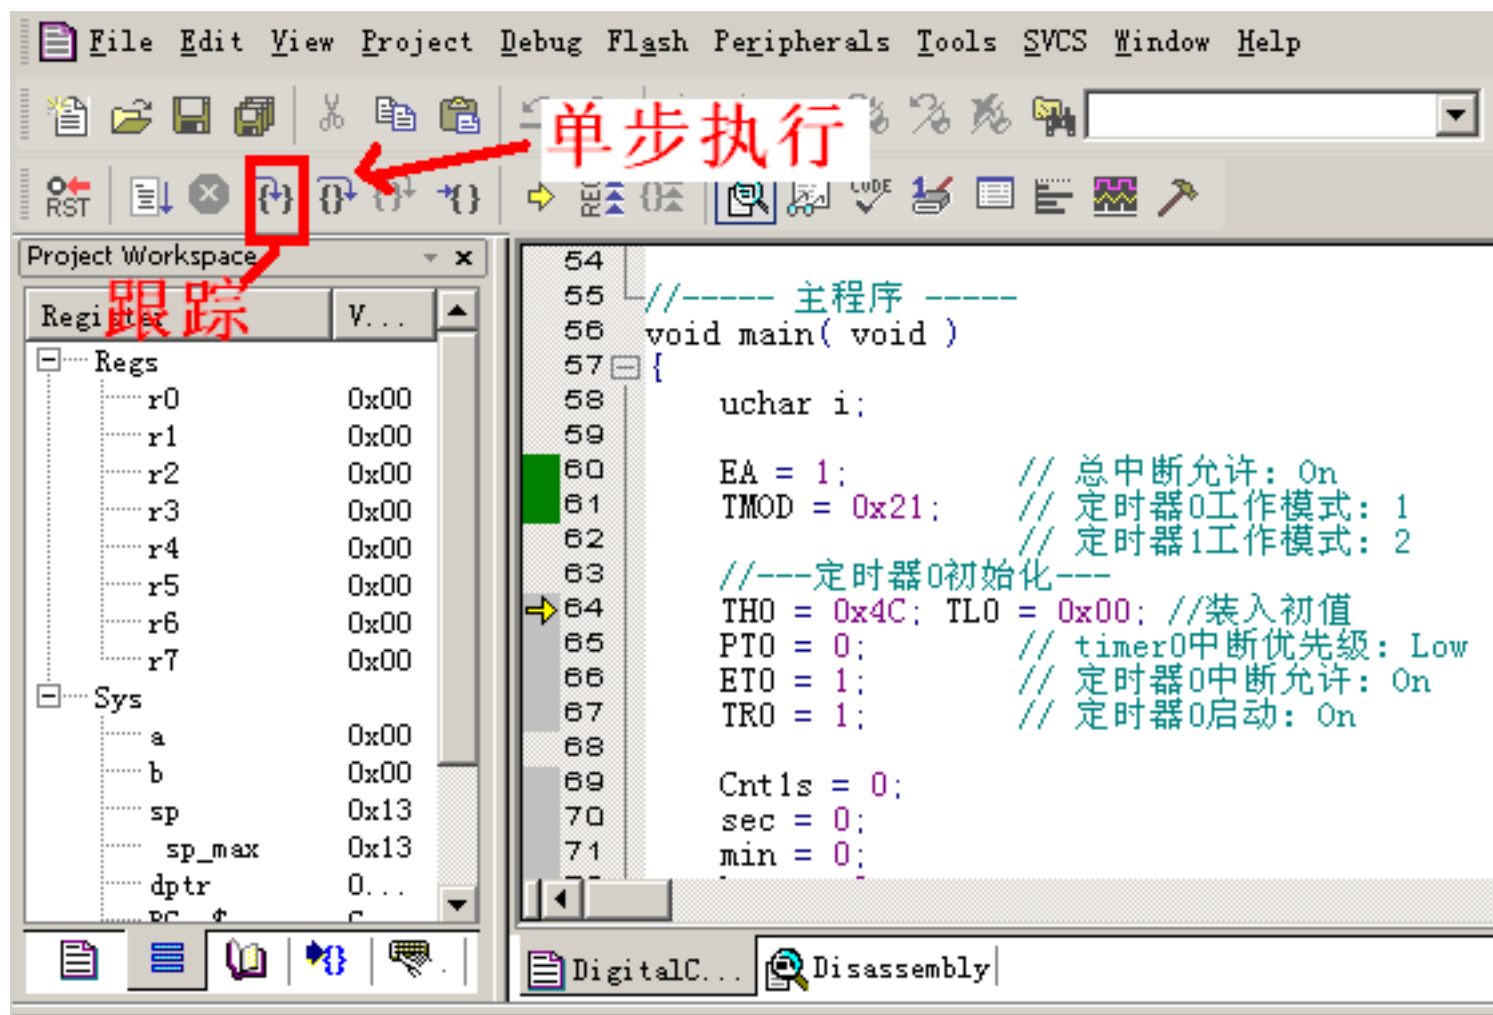 File Edit View Project Debug Flash Peripherals Tools SVCS Window Help
单步执行
RST
REG
CODE
Project Workspace
跟踪
Register V...
Regs
r0 0x00
r1 0x00
r2 0x00
r3 0x00
r4 0x00
r5 0x00
r6 0x00
r7 0x00
Sys
a 0x00
b 0x00
sp 0x13
sp_max 0x13
dptr 0...
PC $
54
55 //----- 主程序 -----
56 void main( void )
57 {
58 uchar i;
59
60 EA = 1; // 总中断允许: On
61 TMOD = 0x21; // 定时器0工作模式: 1
62 // 定时器1工作模式: 2
63 //---定时器0初始化---
64 TH0 = 0x4C; TL0 = 0x00; //装入初值
65 PT0 = 0; // timer0中断优先级: Low
66 ET0 = 1; // 定时器0中断允许: On
67 TR0 = 1; // 定时器0启动: On
68
69 Cnt1s = 0;
70 sec = 0;
71 min = 0;
DigitalC... Disassembly